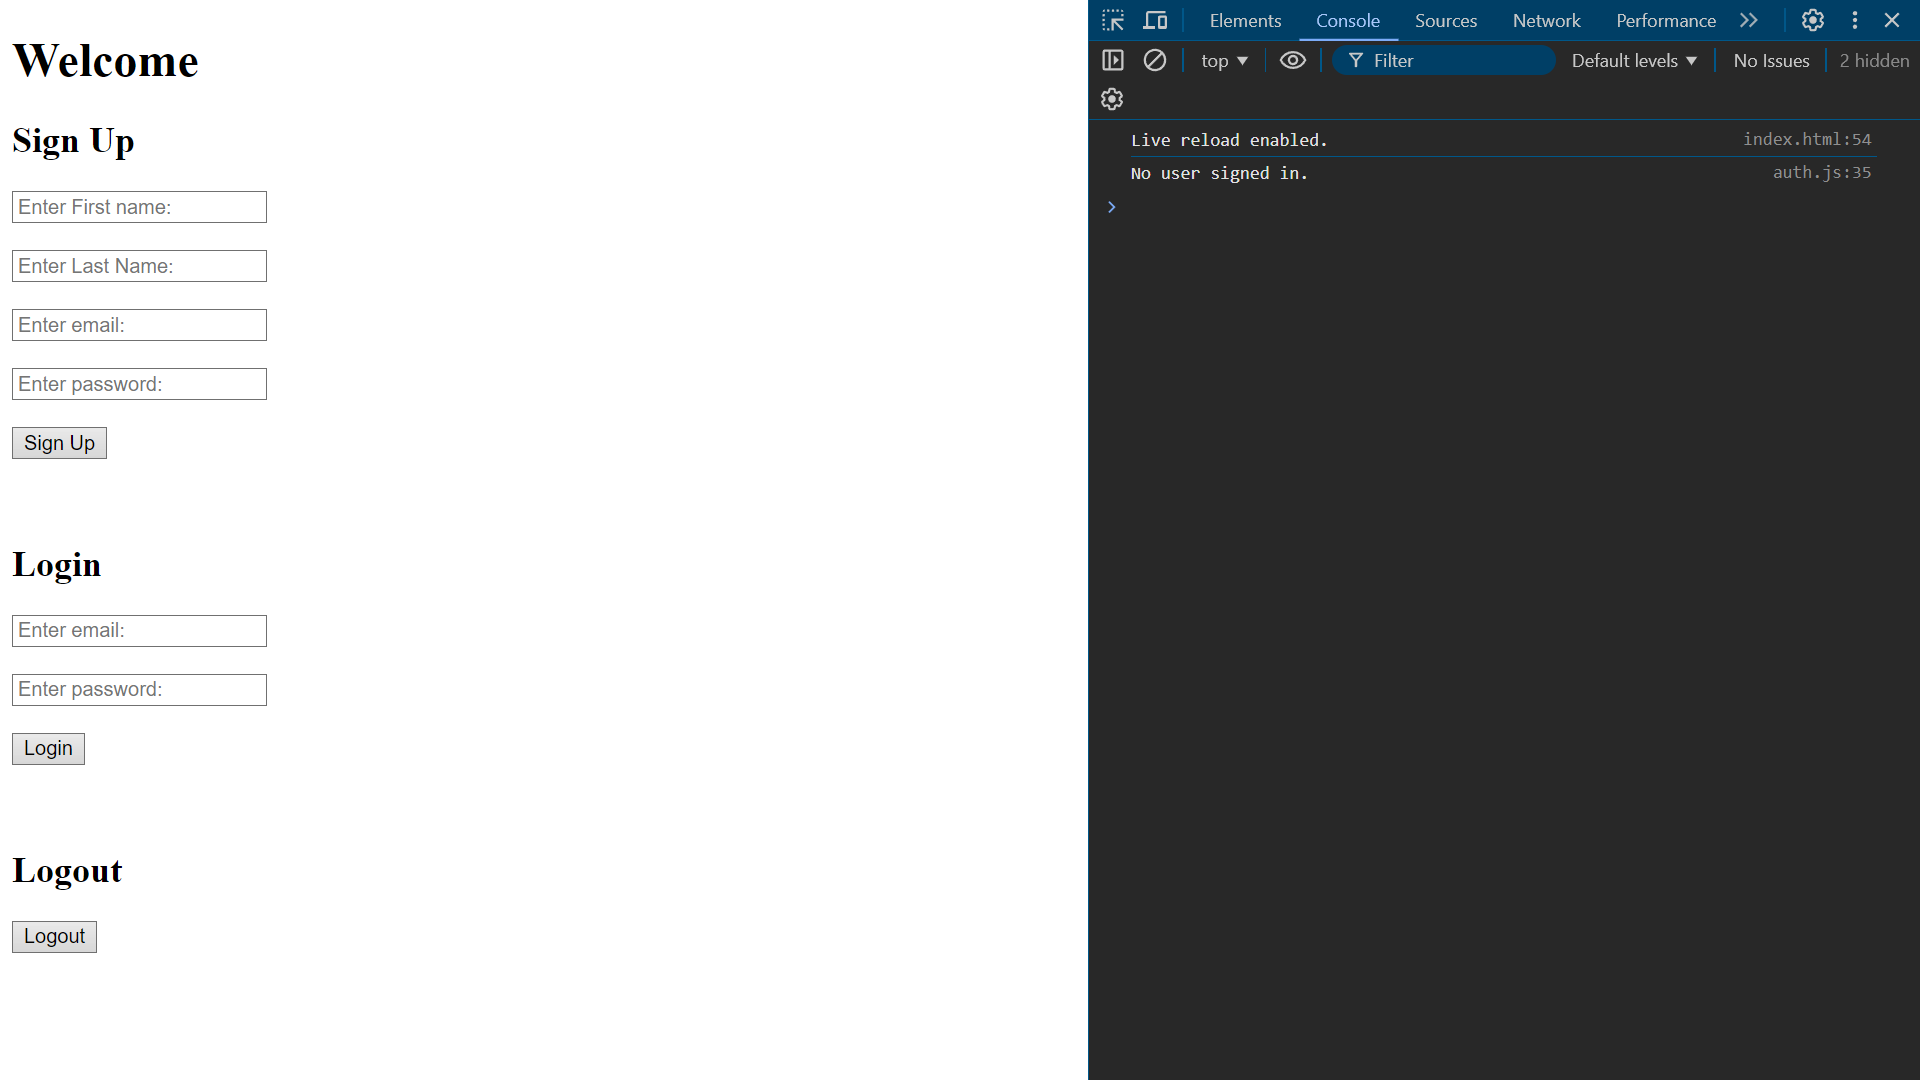 Welcome
Sign Up
Enter First name:
Enter Last Name:
Enter email:
Enter password:
Sign Up
Login
Enter email:
Enter password:
Login
Logout
Logout
Elements Console Sources Network Performance
top Filter Default levels No Issues 2 hidden
Live reload enabled. index.html:54
No user signed in. auth.js:35